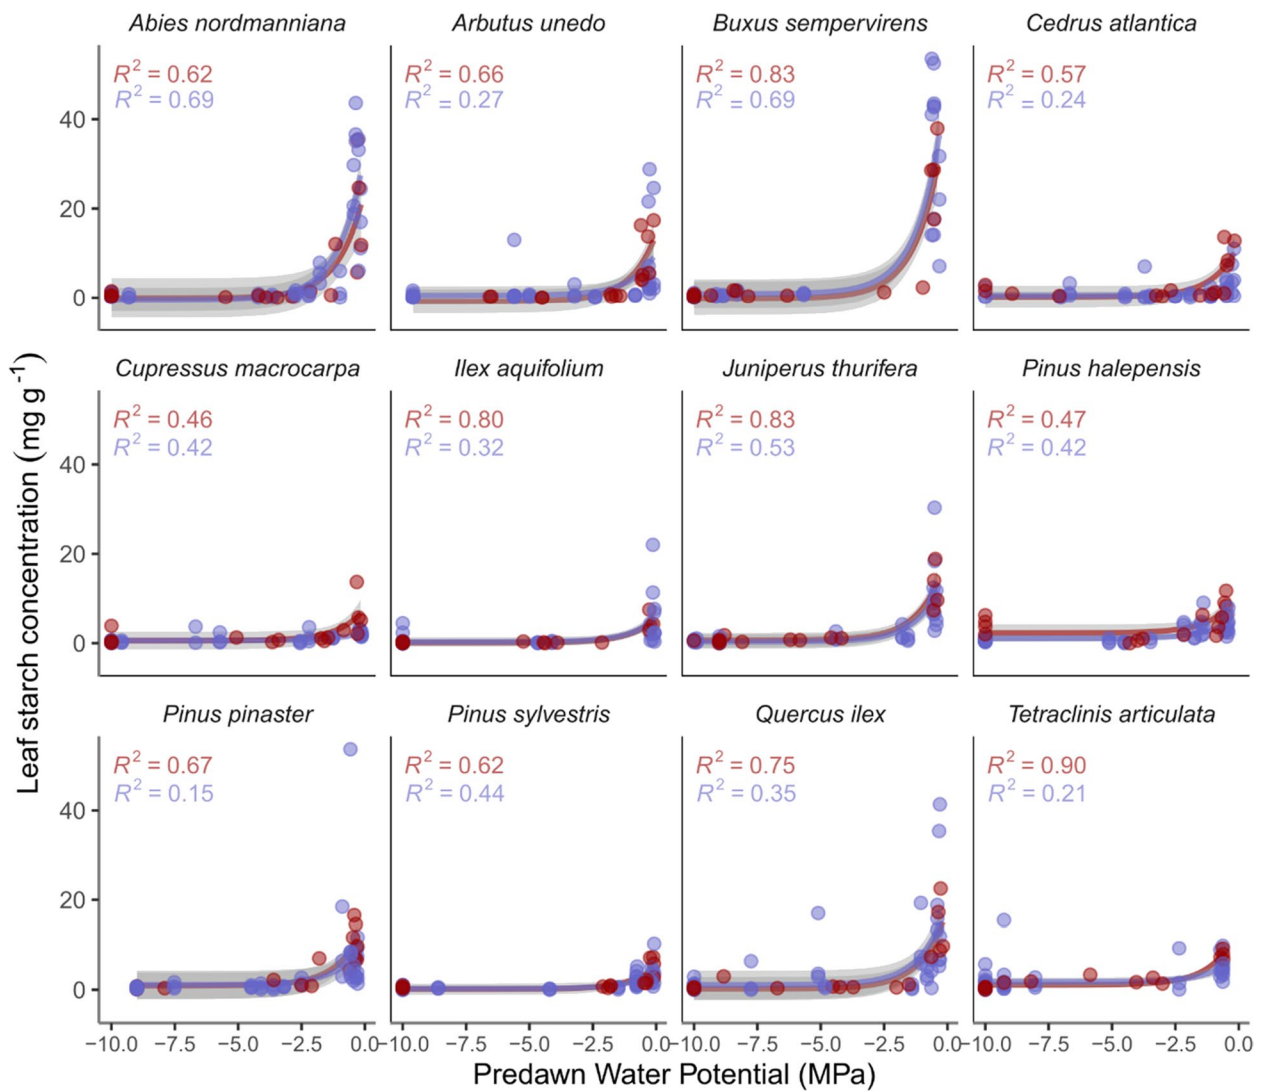 Abies nordmanniana Arbutus unedo Buxus sempervirens Cedrus atlantica
R² = 0.62 R² = 0.66 R² = 0.83 R² = 0.57
R² = 0.69 R² = 0.27 R² = 0.69 R² = 0.24
40
20
0
Cupressus macrocarpa Ilex aquifolium Juniperus thurifera Pinus halepensis
R² = 0.46 R² = 0.80 R² = 0.83 R² = 0.47
R² = 0.42 R² = 0.32 R² = 0.53 R² = 0.42
40
20
0
Leaf starch concentration (mg g⁻¹)
Pinus pinaster Pinus sylvestris Quercus ilex Tetraclinis articulata
R² = 0.67 R² = 0.62 R² = 0.75 R² = 0.90
R² = 0.15 R² = 0.44 R² = 0.35 R² = 0.21
40
20
0
−10.0 −7.5 −5.0 −2.5 0.0 −10.0 −7.5 −5.0 −2.5 0.0 −10.0 −7.5 −5.0 −2.5 0.0 −10.0 −7.5 −5.0 −2.5 0.0
Predawn Water Potential (MPa)